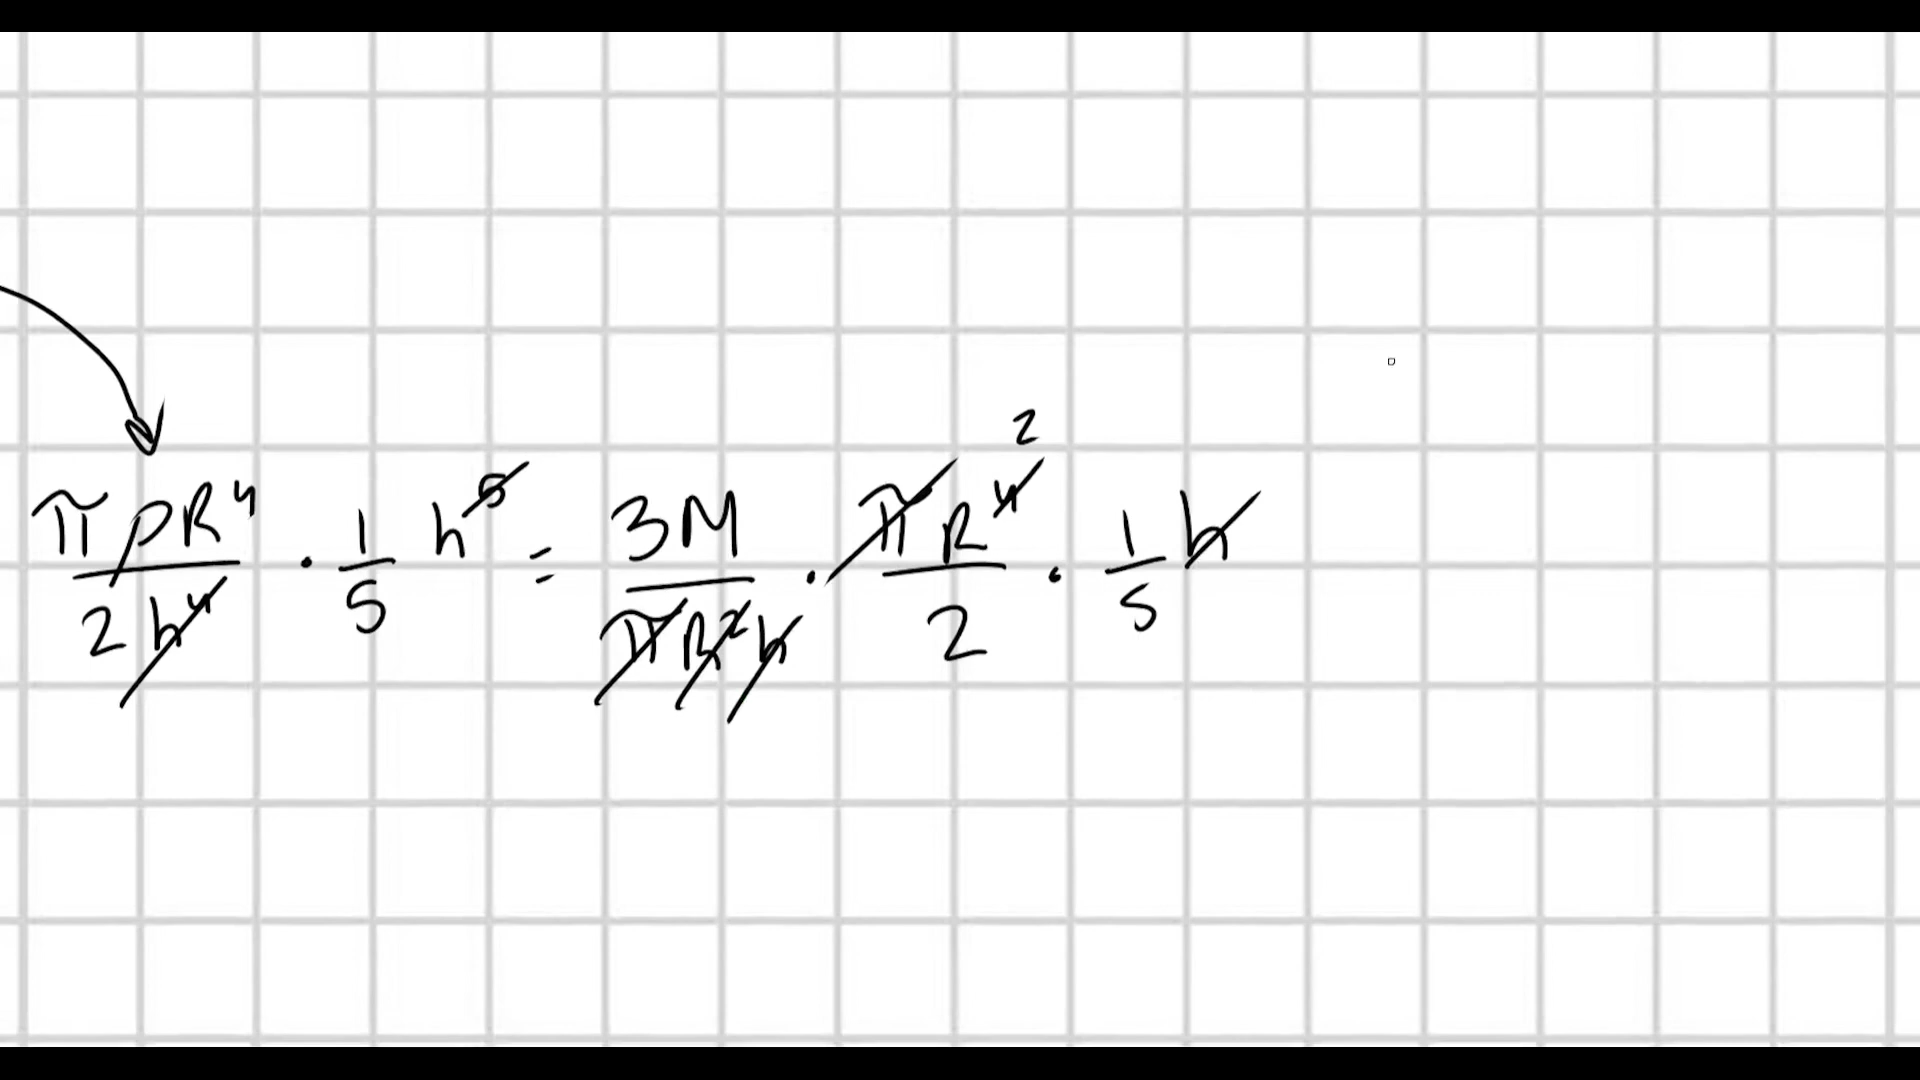 πρR⁴/2h⁴ · 1/5 h⁵ = 3M/πR²h · πR⁴ ²/2 · 1/5 h